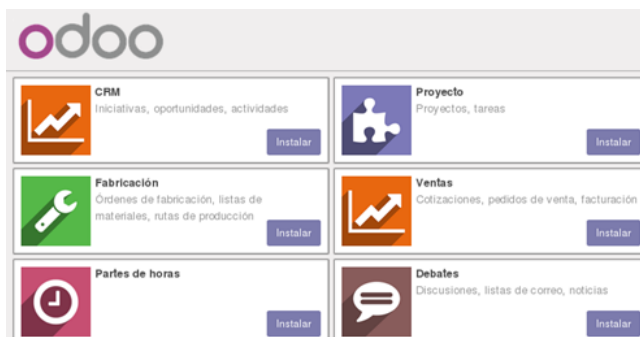 odoo
CRM
Iniciativas, oportunidades, actividades
Instalar
Proyecto
Proyectos, tareas
Instalar
Fabricación
Órdenes de fabricación, listas de
materiales, rutas de producción
Instalar
Ventas
Cotizaciones, pedidos de venta, facturación
Instalar
Partes de horas
Instalar
Debates
Discusiones, listas de correo, noticias
Instalar